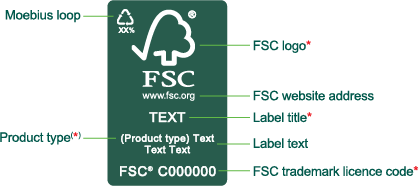 Moebius loop
XX%
FSC logo*
FSC
www.fsc.org
FSC website address
TEXT
Label title*
Product type(*)
(Product type) Text
Text Text
Label text
FSC® C000000
FSC trademark licence code*